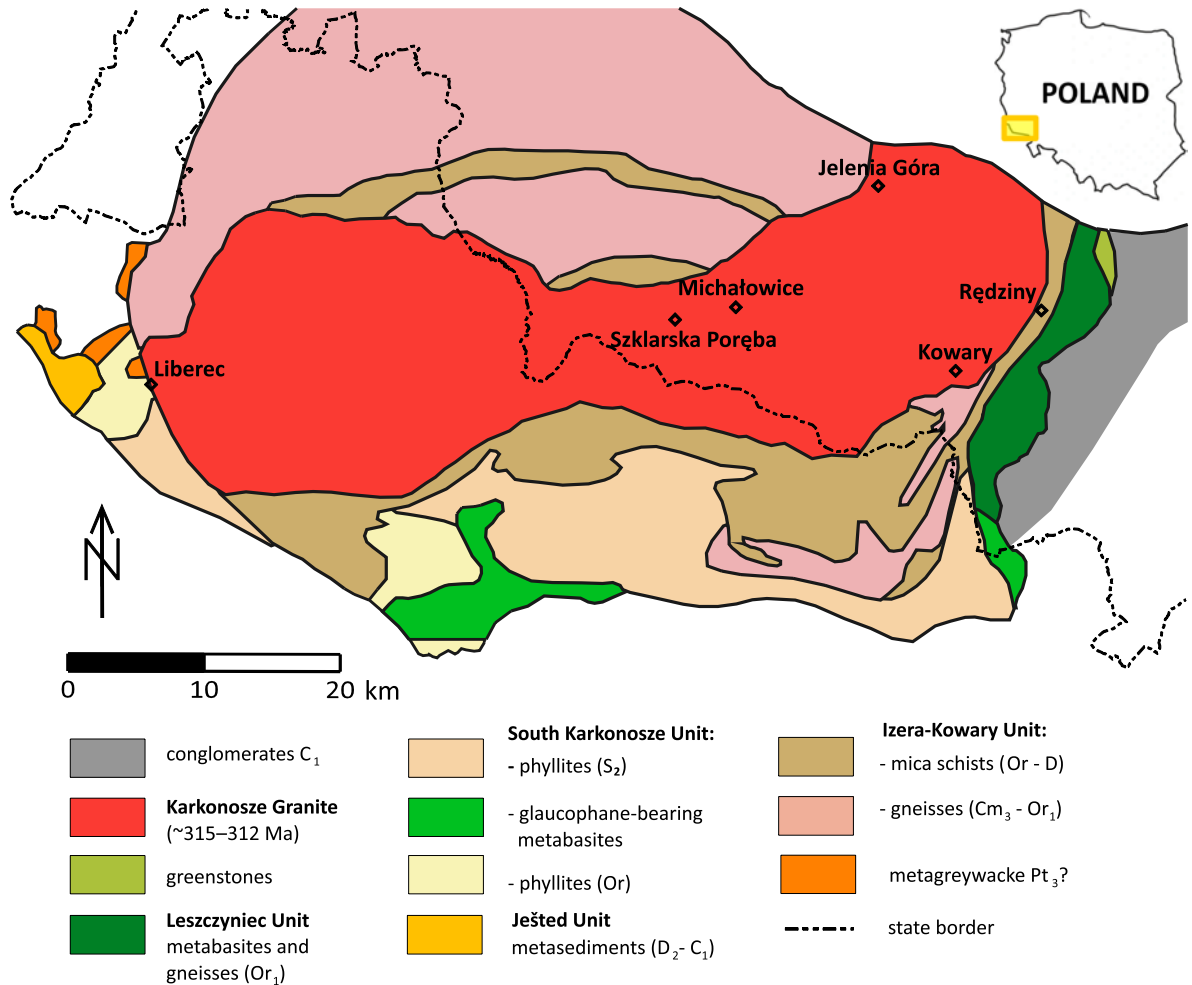 POLAND
Jelenia Góra
Michałowice
Rędziny
Szklarska Poręba
Kowary
Liberec
N
0 10 20 km
conglomerates C₁
Karkonosze Granite
(~315–312 Ma)
greenstones
Leszczyniec Unit
metabasites and
gneisses (Or₁)
South Karkonosze Unit:
- phyllites (S₂)
- glaucophane-bearing
metabasites
- phyllites (Or)
Ješted Unit
metasediments (D₂- C₁)
Izera-Kowary Unit:
- mica schists (Or - D)
- gneisses (Cm₃ - Or₁)
metagreywacke Pt₃?
state border